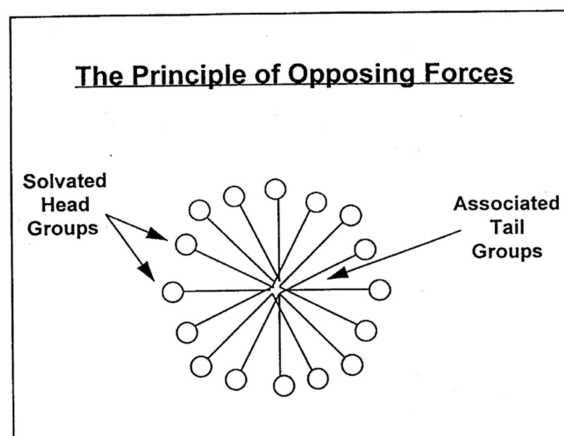 The Principle of Opposing Forces
Solvated
Head
Groups
Associated
Tail
Groups